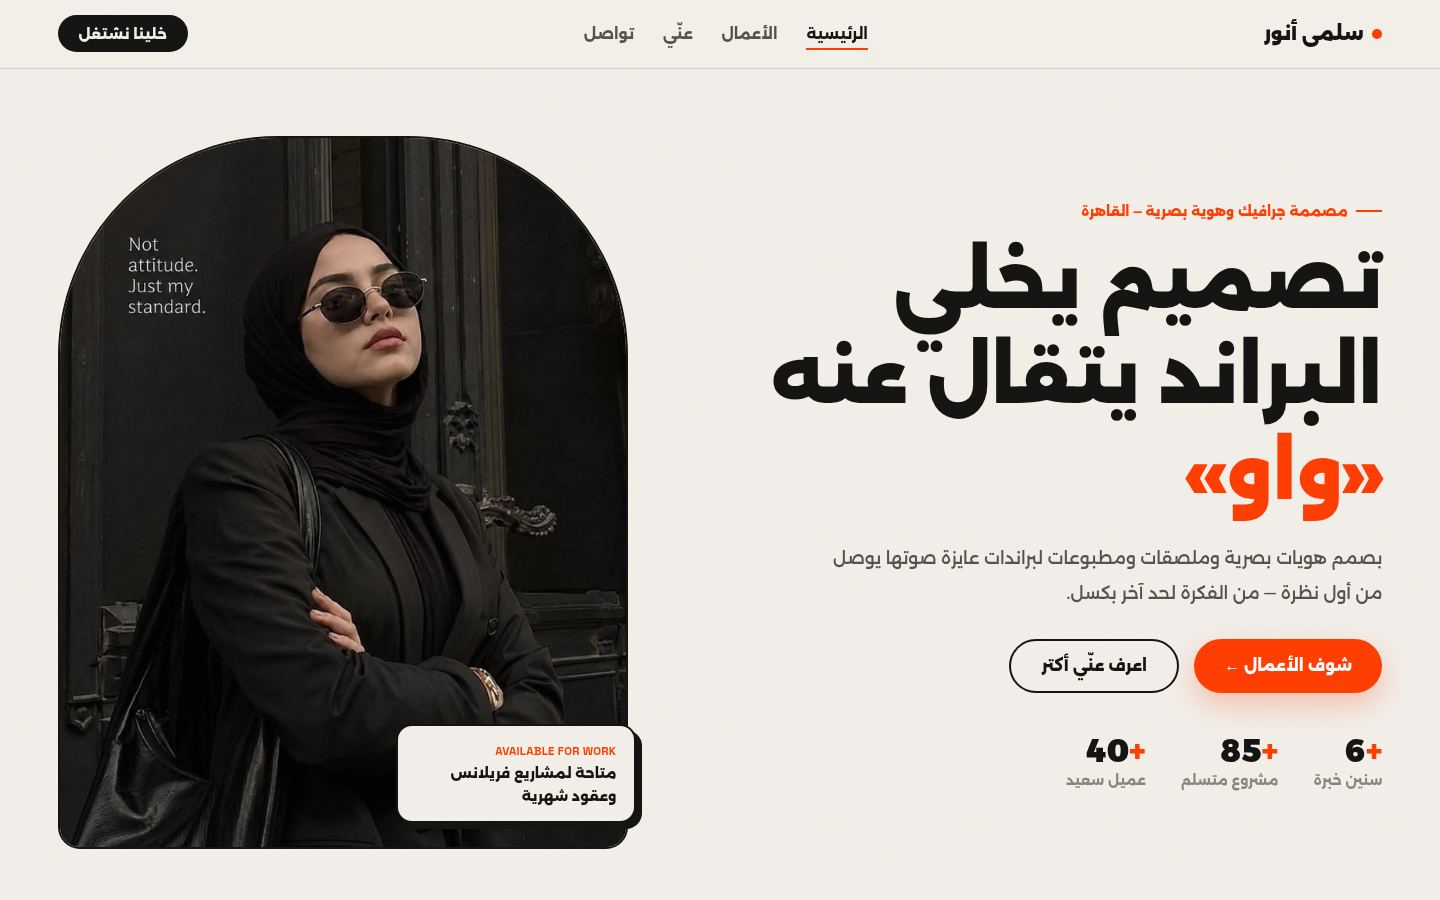 سلمى أنور
الرئيسية
الأعمال
عنّي
تواصل
خلينا نشتغل
مصممة جرافيك وهوية بصرية — القاهرة
تصميم يخلي
البراند يتقال عنه
«واو»
بصمم هويات بصرية وملصقات ومطبوعات لبراندات عايزة صوتها يوصل
من أول نظرة — من الفكرة لحد آخر بكسل.
شوف الأعمال ←
اعرف عنّي أكتر
+6
سنين خبرة
+85
مشروع متسلم
+40
عميل سعيد
Not
attitude.
Just my
standard.
AVAILABLE FOR WORK
متاحة لمشاريع فريلانس
وعقود شهرية